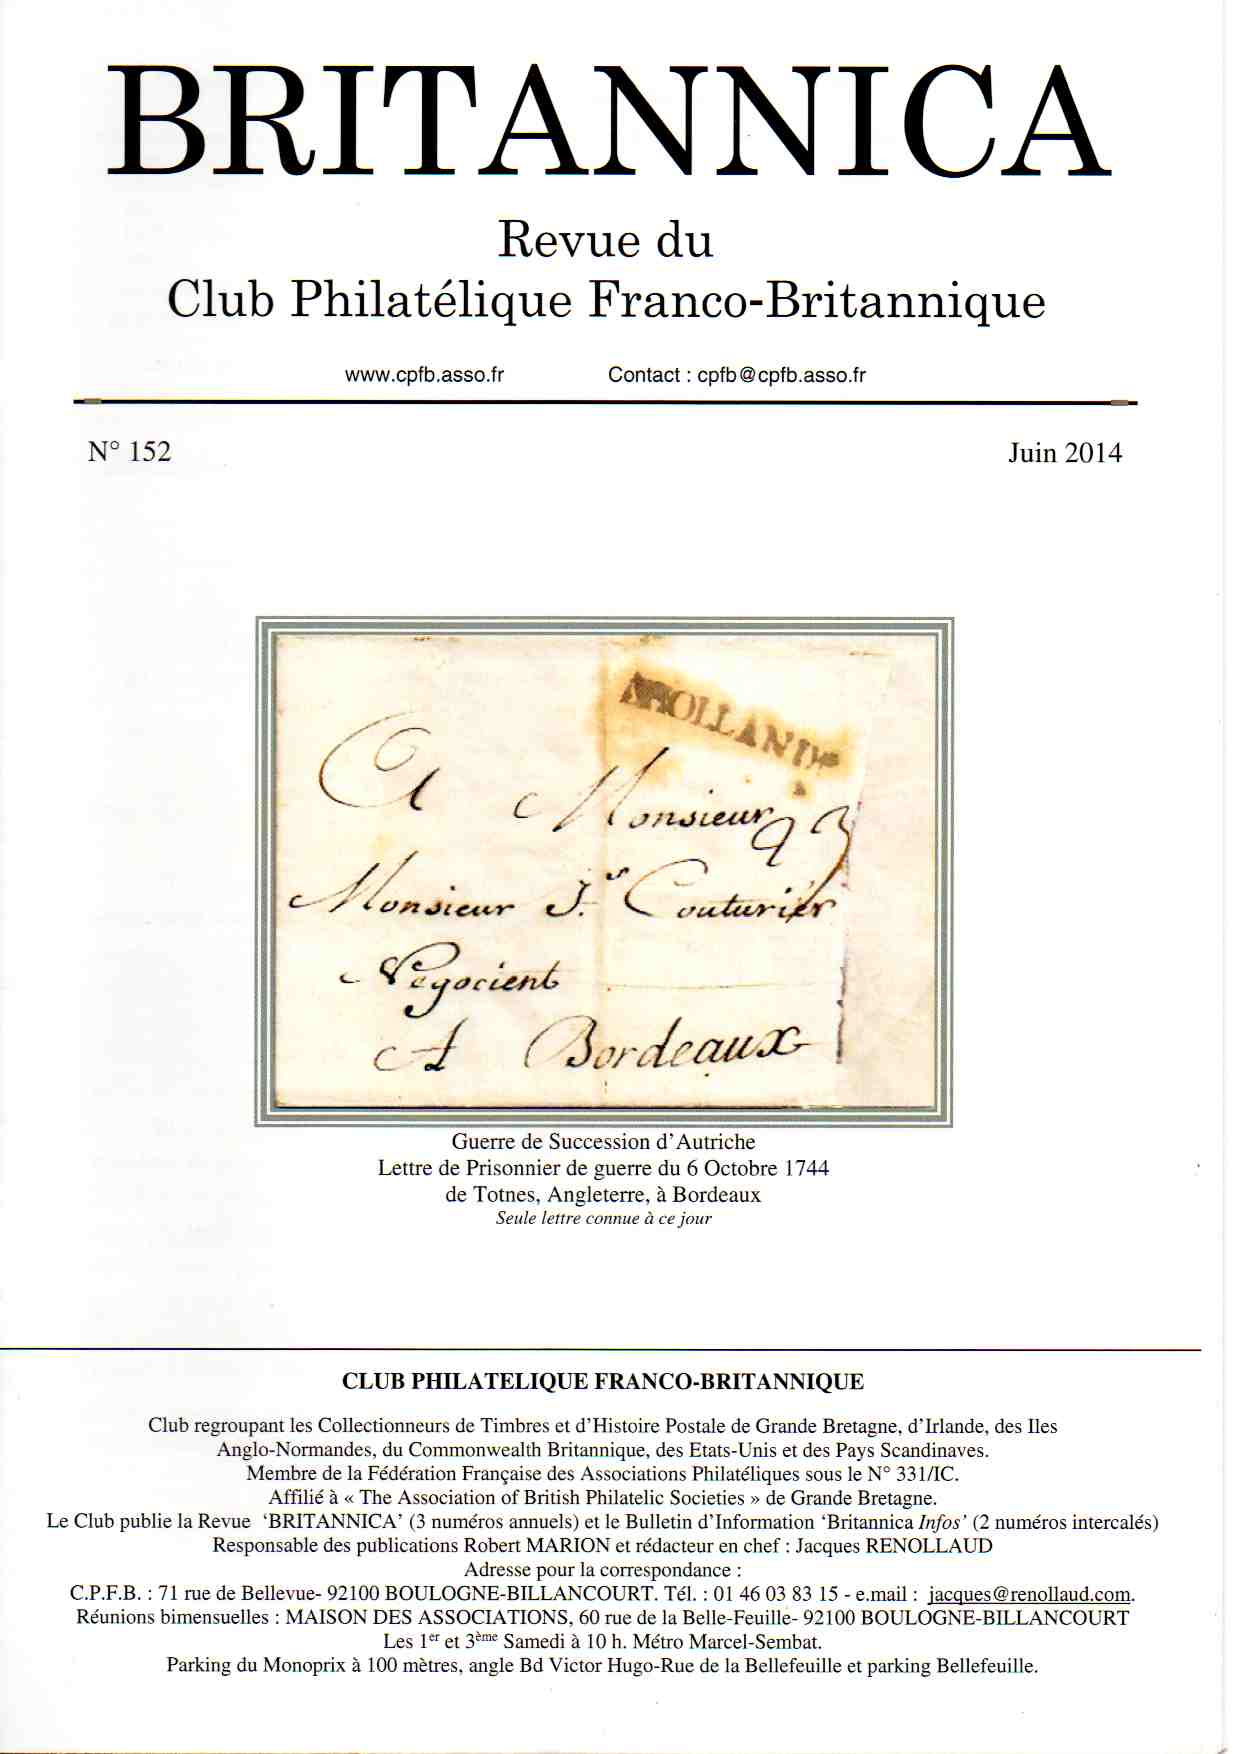 BRITANNICA
Revue du
Club Philatélique Franco-Britannique
www.cpfb.asso.fr Contact : cpfb@cpfb.asso.fr
N° 152 Juin 2014
HOLLANDE
A Monsieur
23
Monsieur Jr. Couturier
Negocient
A Bordeaux
Guerre de Succession d'Autriche
Lettre de Prisonnier de guerre du 6 Octobre 1744
de Totnes, Angleterre, à Bordeaux
Seule lettre connue à ce jour
CLUB PHILATELIQUE FRANCO-BRITANNIQUE
Club regroupant les Collectionneurs de Timbres et d'Histoire Postale de Grande Bretagne, d'Irlande, des Iles
Anglo-Normandes, du Commonwealth Britannique, des Etats-Unis et des Pays Scandinaves.
Membre de la Fédération Française des Associations Philatéliques sous le N° 331/IC.
Affilié à « The Association of British Philatelic Societies » de Grande Bretagne.
Le Club publie la Revue 'BRITANNICA' (3 numéros annuels) et le Bulletin d'Information 'Britannica Infos' (2 numéros intercalés)
Responsable des publications Robert MARION et rédacteur en chef : Jacques RENOLLAUD
Adresse pour la correspondance :
C.P.F.B. : 71 rue de Bellevue- 92100 BOULOGNE-BILLANCOURT. Tél. : 01 46 03 83 15 - e.mail : jacques@renollaud.com.
Réunions bimensuelles : MAISON DES ASSOCIATIONS, 60 rue de la Belle-Feuille- 92100 BOULOGNE-BILLANCOURT
Les 1er et 3ème Samedi à 10 h. Métro Marcel-Sembat.
Parking du Monoprix à 100 mètres, angle Bd Victor Hugo-Rue de la Bellefeuille et parking Bellefeuille.